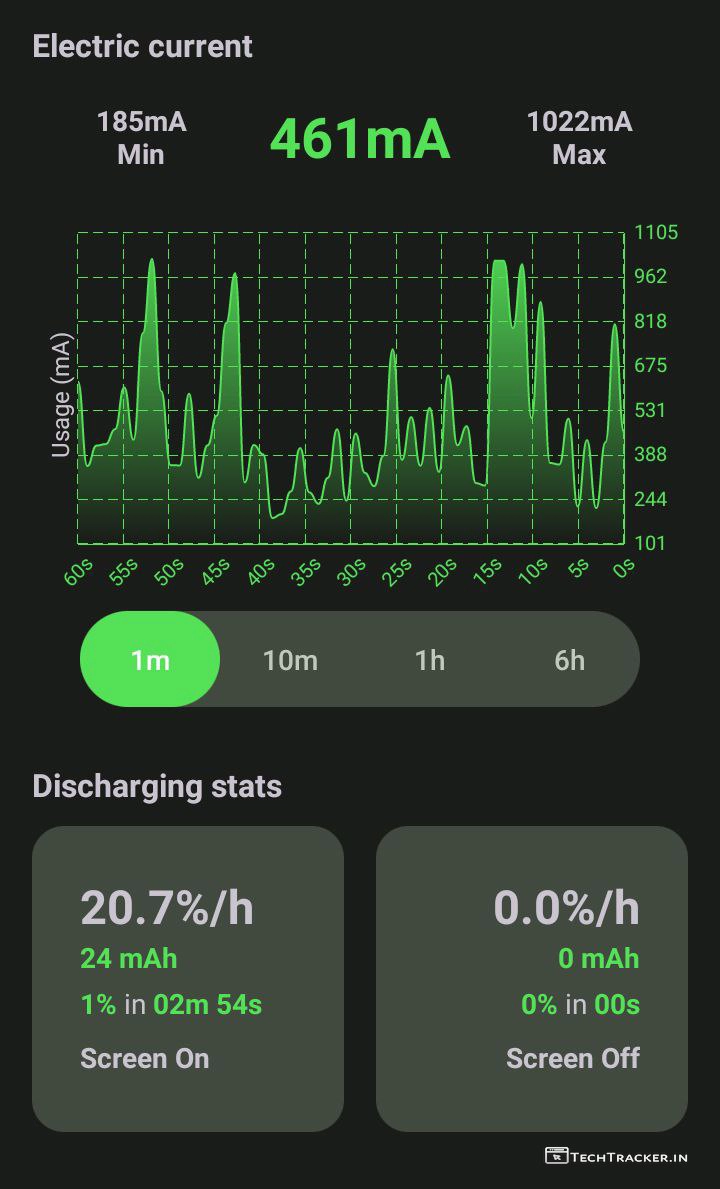 Electric current
185mA
Min
461mA
1022mA
Max
Usage (mA)
1105
962
818
675
531
388
244
101
60s 55s 50s 45s 40s 35s 30s 25s 20s 15s 10s 5s 0s
1m 10m 1h 6h
Discharging stats
20.7%/h
24 mAh
1% in 02m 54s
Screen On
0.0%/h
0 mAh
0% in 00s
Screen Off
TECHTRACKER.IN